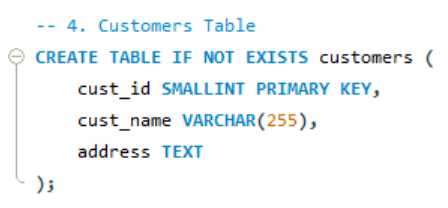 -- 4. Customers Table
CREATE TABLE IF NOT EXISTS customers (
cust_id SMALLINT PRIMARY KEY,
cust_name VARCHAR(255),
address TEXT
);